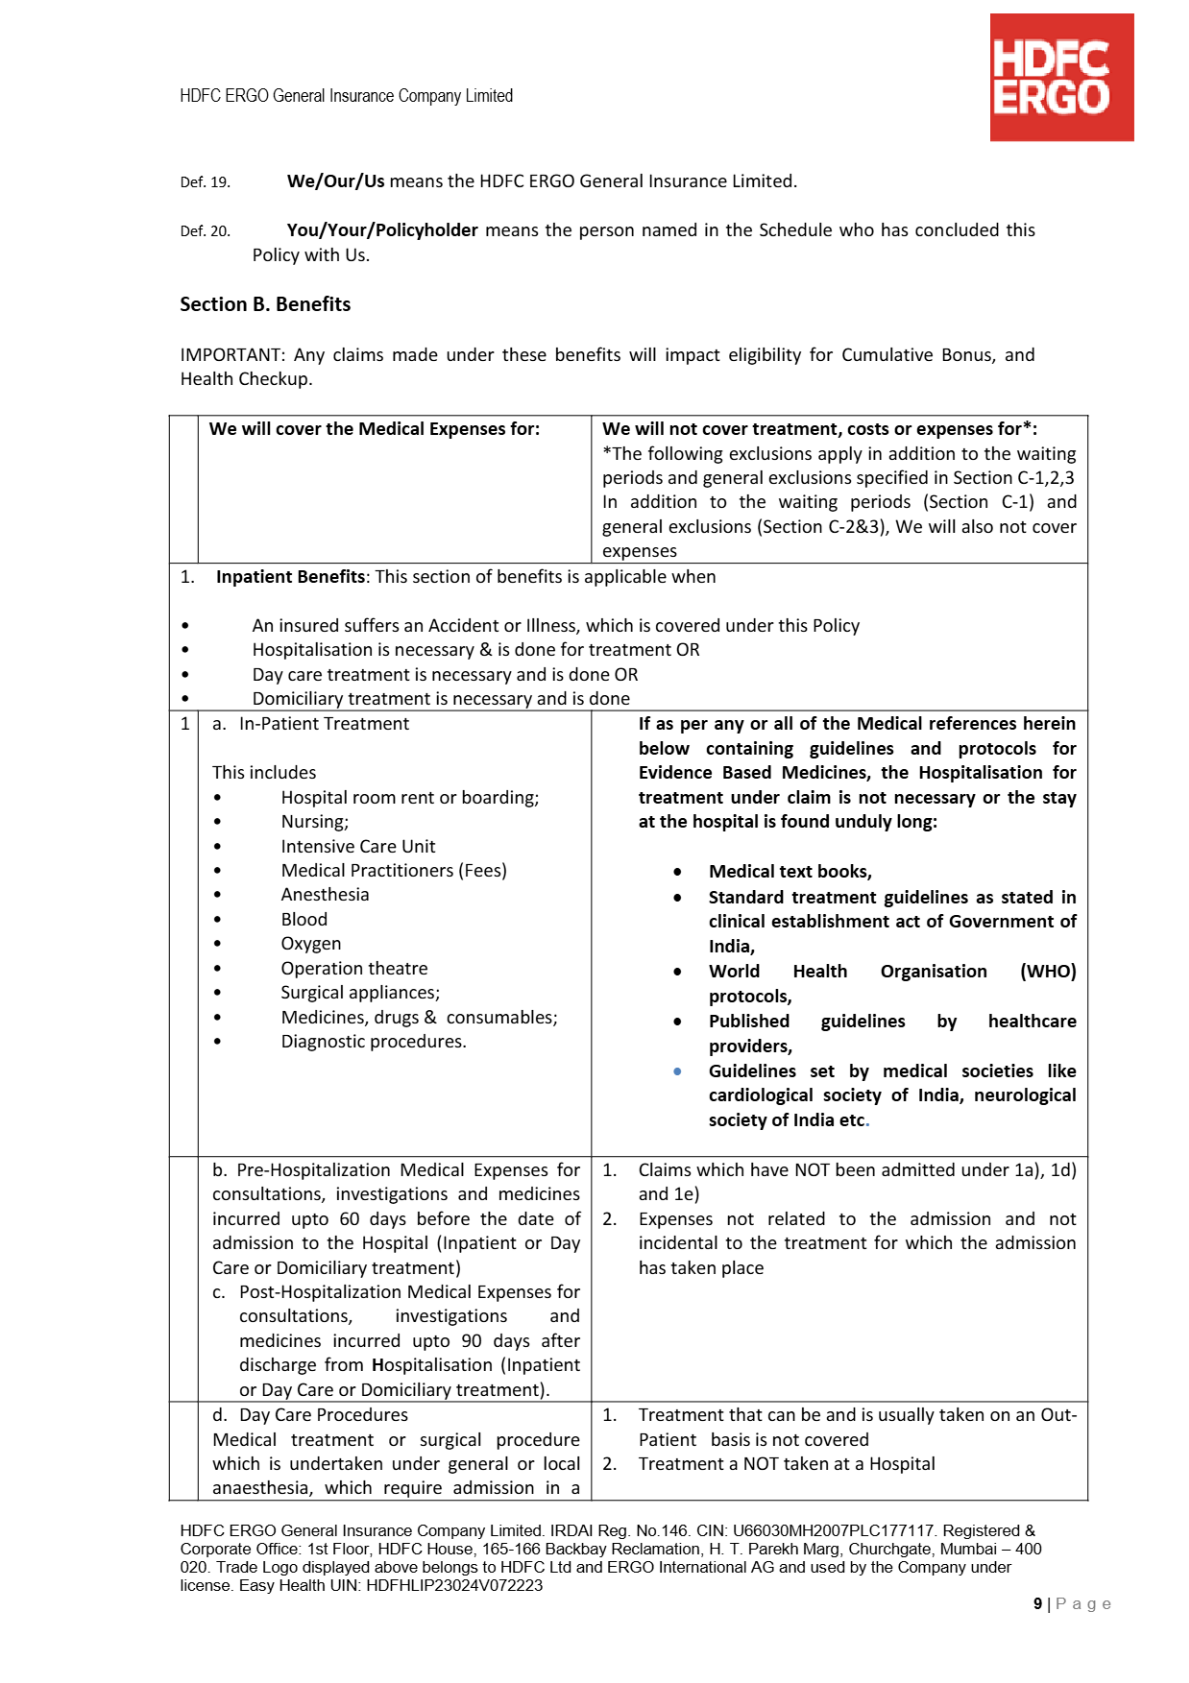 HDFC
ERGO
HDFC ERGO General Insurance Company Limited
Def. 19. We/Our/Us means the HDFC ERGO General Insurance Limited.
Def. 20. You/Your/Policyholder means the person named in the Schedule who has concluded this
Policy with Us.
Section B. Benefits
IMPORTANT: Any claims made under these benefits will impact eligibility for Cumulative Bonus, and
Health Checkup.
We will cover the Medical Expenses for:
We will not cover treatment, costs or expenses for*:
*The following exclusions apply in addition to the waiting
periods and general exclusions specified in Section C-1,2,3
In addition to the waiting periods (Section C-1) and
general exclusions (Section C-2&3), We will also not cover
expenses
1. Inpatient Benefits: This section of benefits is applicable when
• An insured suffers an Accident or Illness, which is covered under this Policy
• Hospitalisation is necessary & is done for treatment OR
• Day care treatment is necessary and is done OR
• Domiciliary treatment is necessary and is done
1 a. In-Patient Treatment
This includes
• Hospital room rent or boarding;
• Nursing;
• Intensive Care Unit
• Medical Practitioners (Fees)
• Anesthesia
• Blood
• Oxygen
• Operation theatre
• Surgical appliances;
• Medicines, drugs & consumables;
• Diagnostic procedures.
If as per any or all of the Medical references herein
below containing guidelines and protocols for
Evidence Based Medicines, the Hospitalisation for
treatment under claim is not necessary or the stay
at the hospital is found unduly long:
• Medical text books,
• Standard treatment guidelines as stated in
clinical establishment act of Government of
India,
• World Health Organisation (WHO)
protocols,
• Published guidelines by healthcare
providers,
• Guidelines set by medical societies like
cardiological society of India, neurological
society of India etc.
b. Pre-Hospitalization Medical Expenses for
consultations, investigations and medicines
incurred upto 60 days before the date of
admission to the Hospital (Inpatient or Day
Care or Domiciliary treatment)
c. Post-Hospitalization Medical Expenses for
consultations, investigations and
medicines incurred upto 90 days after
discharge from Hospitalisation (Inpatient
or Day Care or Domiciliary treatment).
1. Claims which have NOT been admitted under 1a), 1d)
and 1e)
2. Expenses not related to the admission and not
incidental to the treatment for which the admission
has taken place
d. Day Care Procedures
Medical treatment or surgical procedure
which is undertaken under general or local
anaesthesia, which require admission in a
1. Treatment that can be and is usually taken on an Out-
Patient basis is not covered
2. Treatment a NOT taken at a Hospital
HDFC ERGO General Insurance Company Limited. IRDAI Reg. No.146. CIN: U66030MH2007PLC177117. Registered &
Corporate Office: 1st Floor, HDFC House, 165-166 Backbay Reclamation, H. T. Parekh Marg, Churchgate, Mumbai – 400
020. Trade Logo displayed above belongs to HDFC Ltd and ERGO International AG and used by the Company under
license. Easy Health UIN: HDFHLIP23024V072223
9 | Page